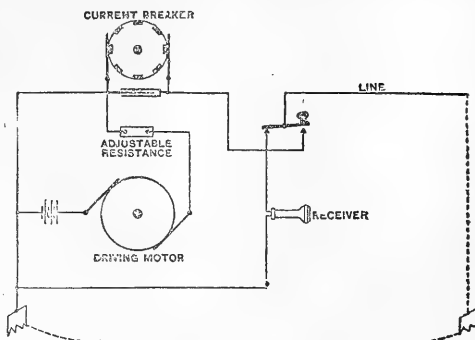 CURRENT BREAKER
LINE
ADJUSTABLE
RESISTANCE
RECEIVER
DRIVING MOTOR